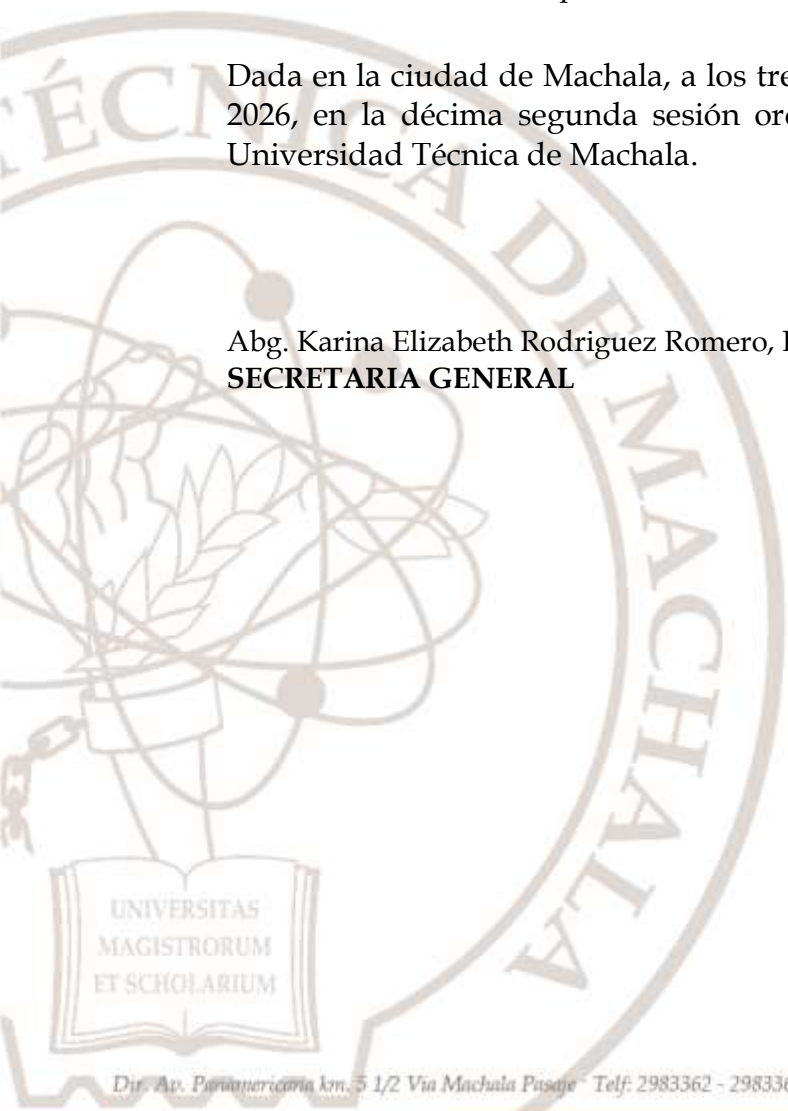 Dada en la ciudad de Machala, a los tre
2026, en la décima segunda sesión or
Universidad Técnica de Machala.
TÉCNICA DE MACHALA
Abg. Karina Elizabeth Rodriguez Romero,
SECRETARIA GENERAL
UNIVERSITAS
MAGISTRORUM
ET SCHOLARIUM
Dir. Av. Panamericana km. 5 1/2 Via Machala Pasaje - Telf: 2983362 - 298336